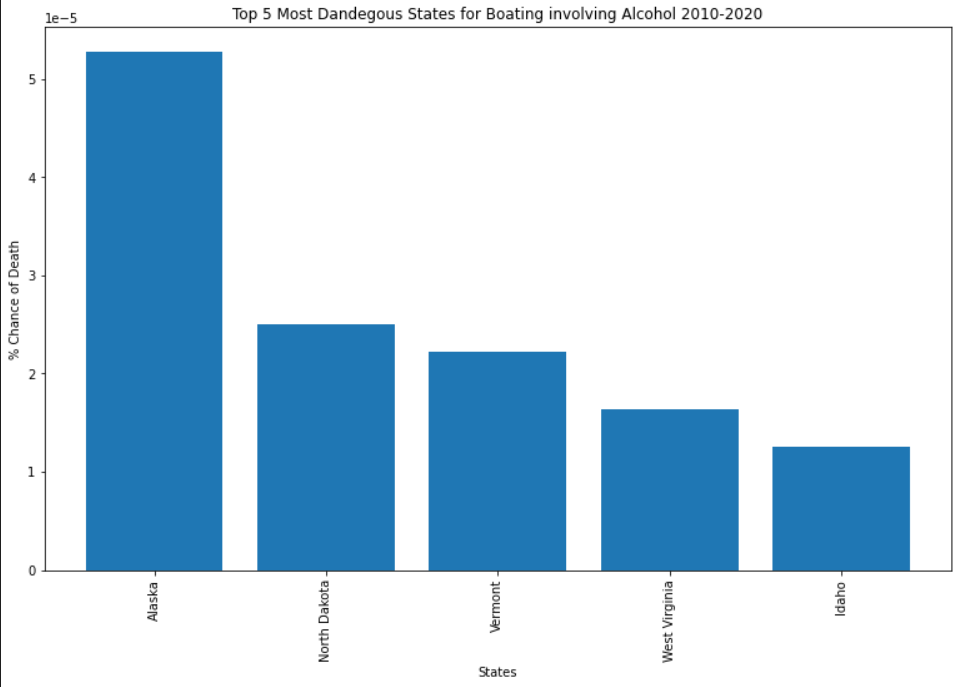 Top 5 Most Dandegous States for Boating involving Alcohol 2010-2020
1e−5
5
4
3
2
1
0
% Chance of Death
Alaska
North Dakota
Vermont
West Virginia
Idaho
States